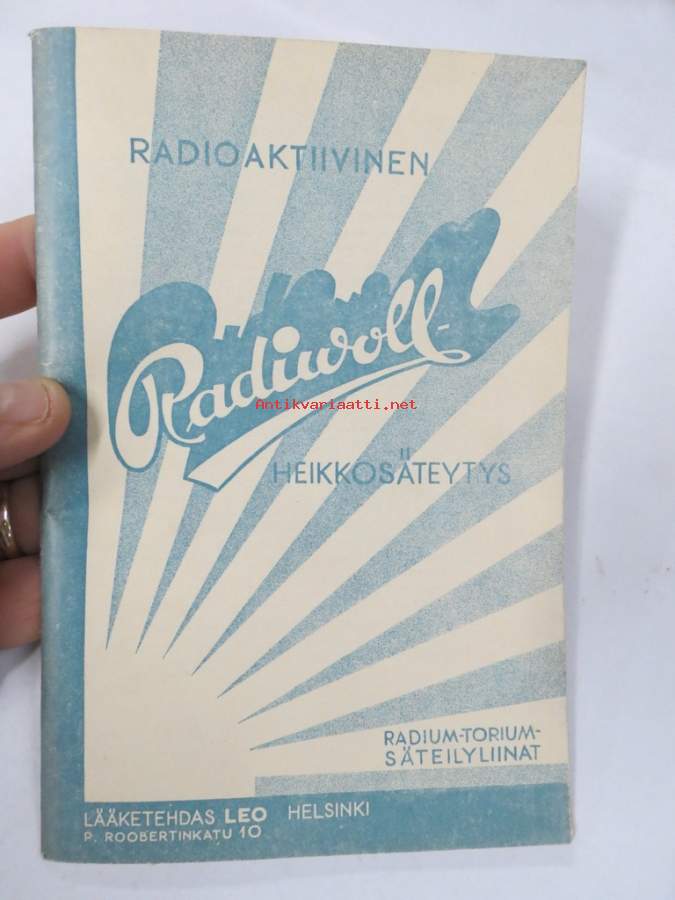 RADIOAKTIIVINEN
Radiwoll-
Antikvariaatti.net
HEIKKOSÄTEYTYS
RADIUM-TORIUM-
SÄTEILYLIINAT
LÄÄKETEHDAS LEO HELSINKI
P. ROOBERTINKATU 10